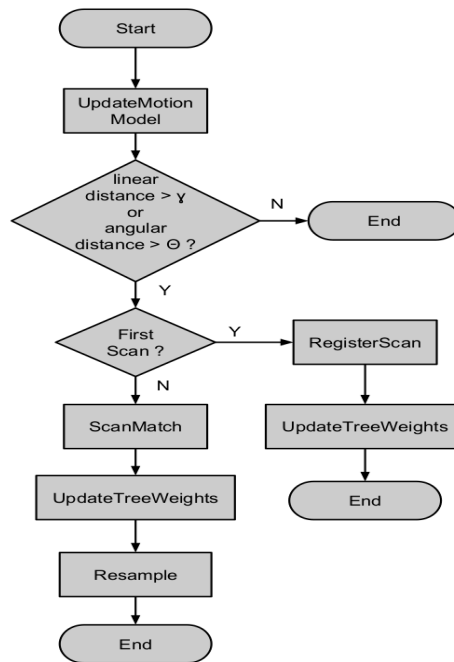 Start
UpdateMotion
Model
linear
distance > ɣ
or
angular
distance > Θ ?
N
End
Y
First
Scan ?
Y
RegisterScan
N
ScanMatch
UpdateTreeWeights
UpdateTreeWeights
End
Resample
End